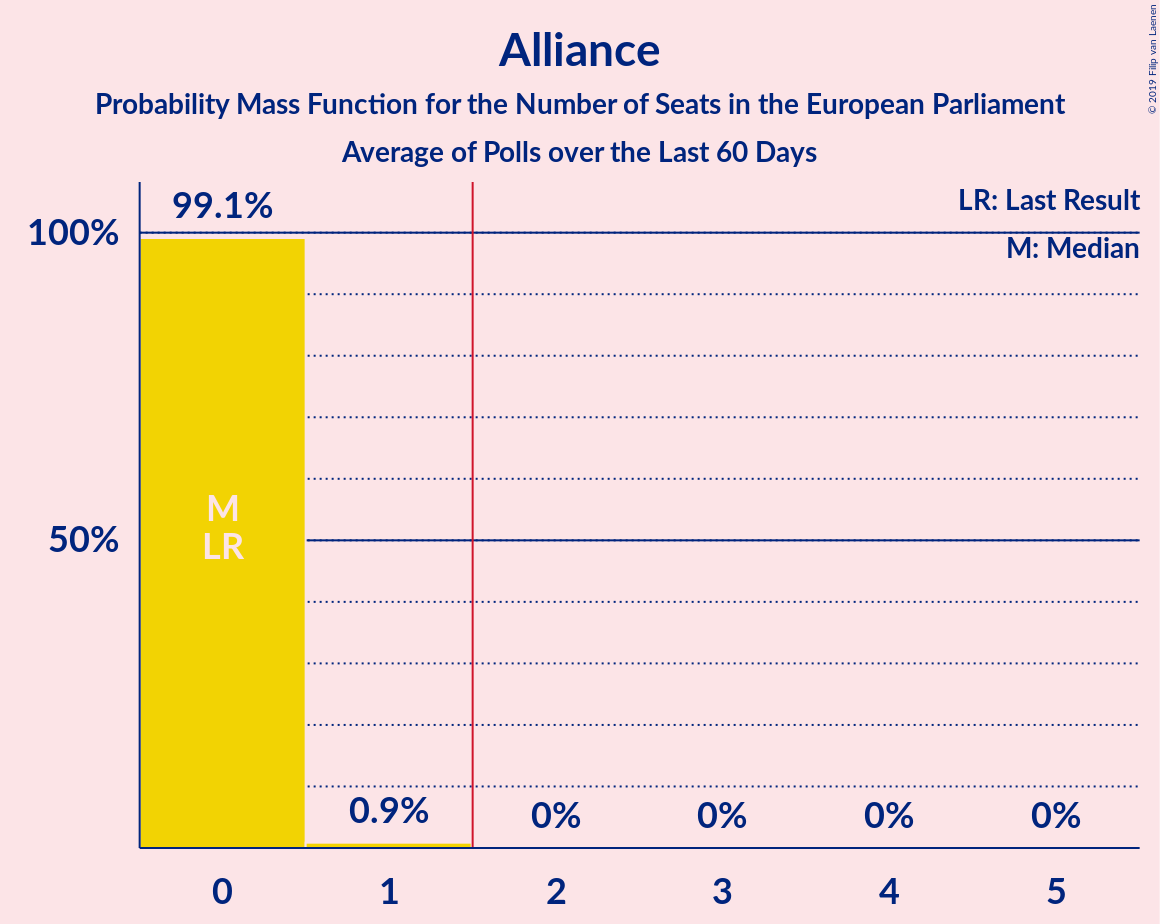 Alliance
Probability Mass Function for the Number of Seats in the European Parliament
Average of Polls over the Last 60 Days
© 2019 Filip van Laenen
LR: Last Result
M: Median
99.1%
100%
50%
M
LR
0.9%
0%
0%
0%
0%
0
1
2
3
4
5